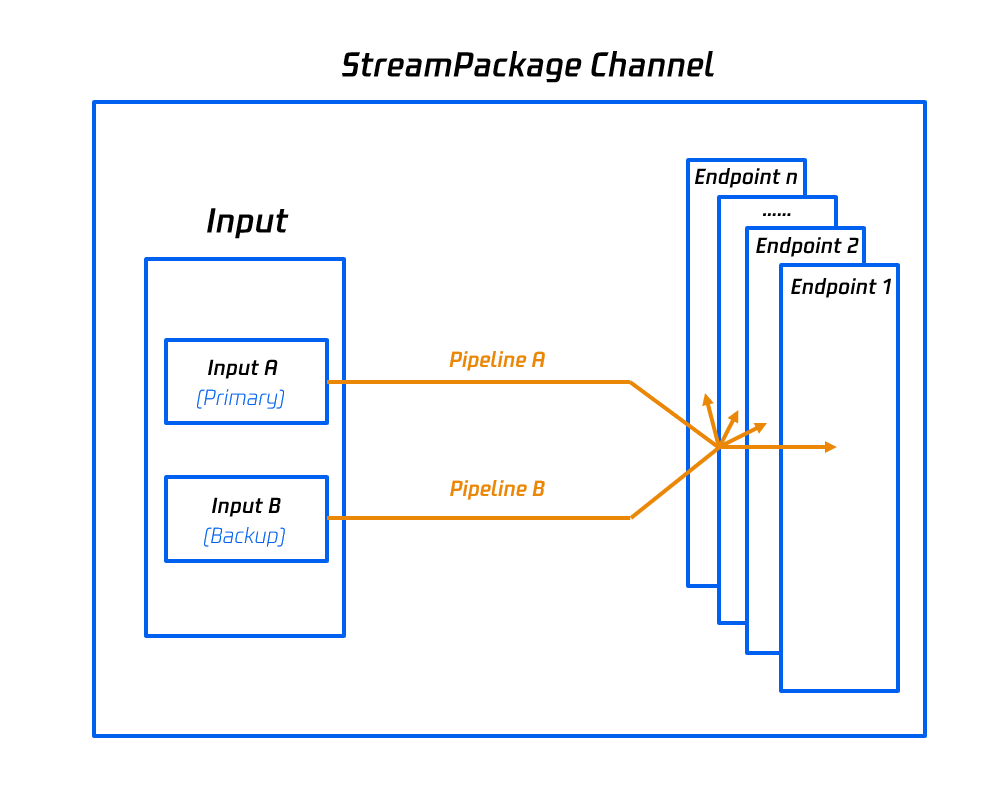 StreamPackage Channel
Input
Input A
(Primary)
Input B
(Backup)
Pipeline A
Pipeline B
Endpoint n
......
Endpoint 2
Endpoint 1